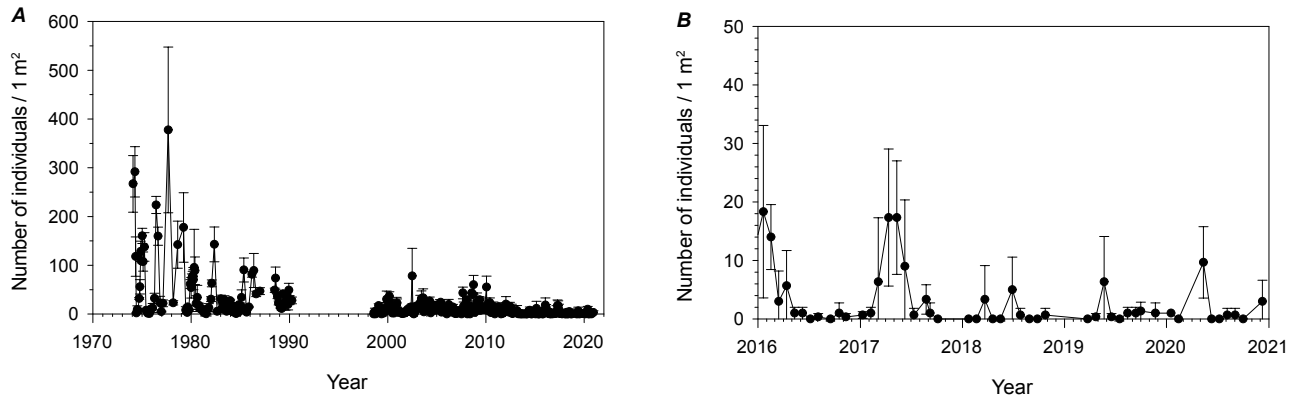 A
Number of individuals / 1 m²
600
500
400
300
200
100
0
1970 1980 1990 2000 2010 2020
Year
B
Number of individuals / 1 m²
50
40
30
20
10
0
2016 2017 2018 2019 2020 2021
Year